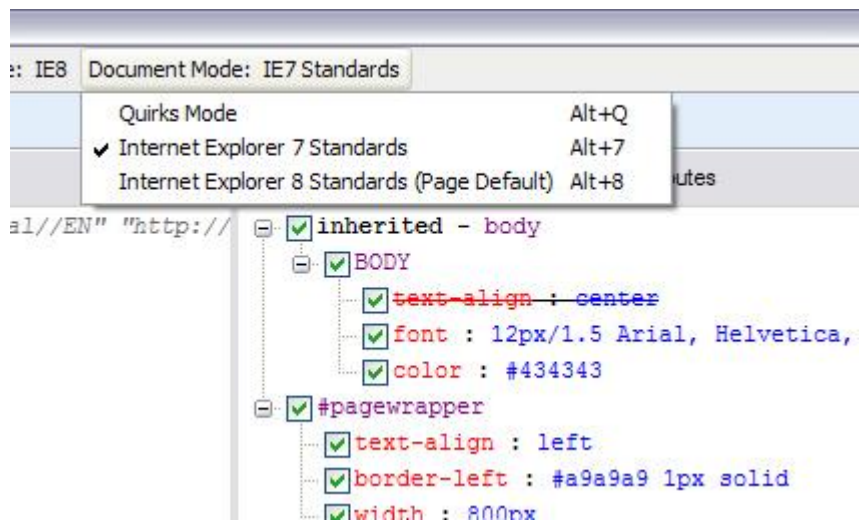 e: IE8 Document Mode: IE7 Standards
Quirks Mode Alt+Q
✓ Internet Explorer 7 Standards Alt+7
Internet Explorer 8 Standards (Page Default) Alt+8
utes
al//EN" "http://
inherited - body
BODY
text-align : center
font : 12px/1.5 Arial, Helvetica,
color : #434343
#pagewrapper
text-align : left
border-left : #a9a9a9 1px solid
width : 800px